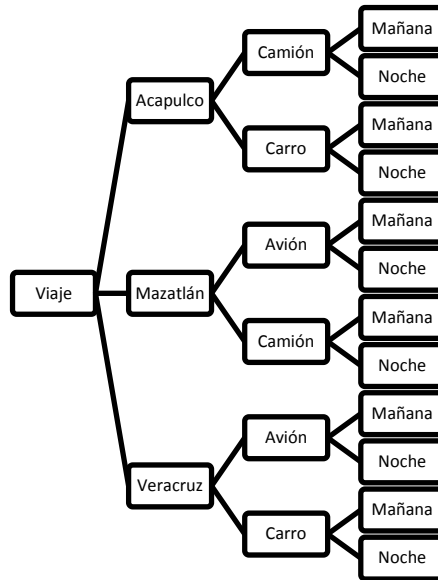 Viaje
Acapulco
Camión
Mañana
Noche
Carro
Mañana
Noche
Mazatlán
Avión
Mañana
Noche
Camión
Mañana
Noche
Veracruz
Avión
Mañana
Noche
Carro
Mañana
Noche